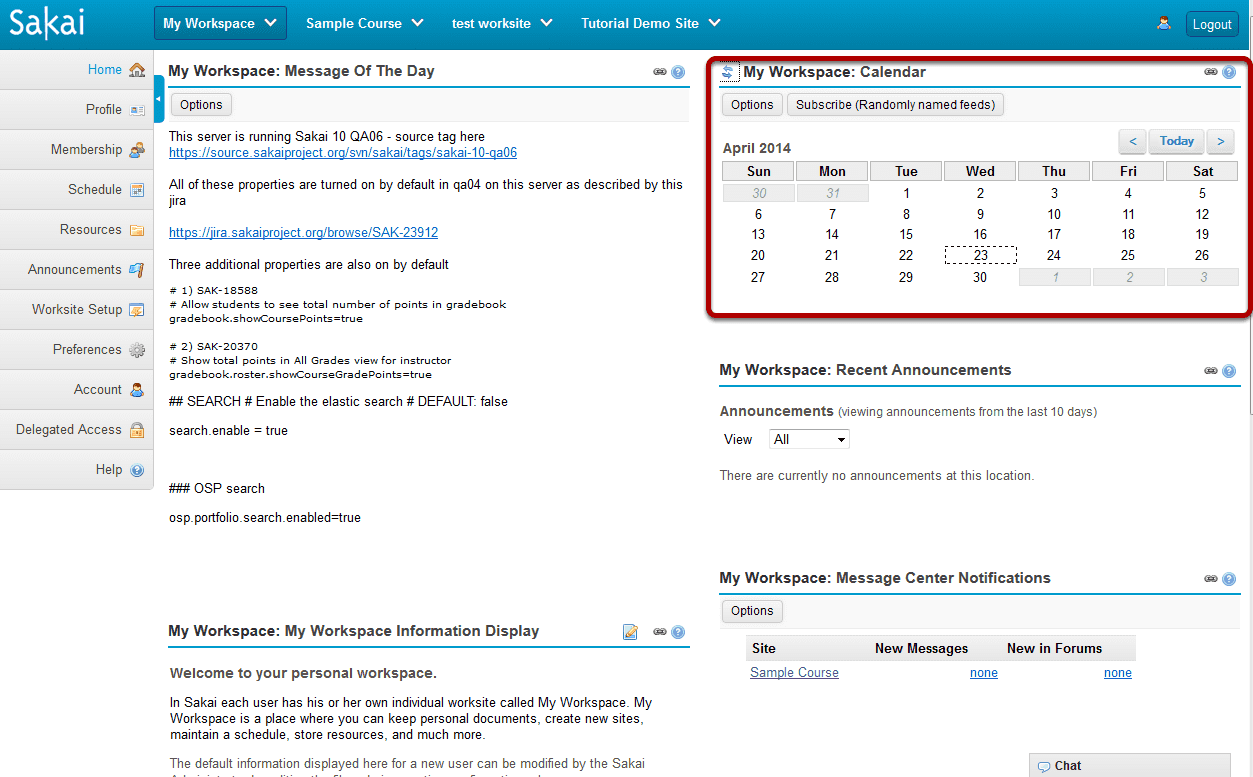 Sakai
My Workspace
Sample Course
test worksite
Tutorial Demo Site
Logout
Home
Profile
Membership
Schedule
Resources
Announcements
Worksite Setup
Preferences
Account
Delegated Access
Help
My Workspace: Message Of The Day
Options
This server is running Sakai 10 QA06 - source tag here
https://source.sakaiproject.org/svn/sakai/tags/sakai-10-qa06
All of these properties are turned on by default in qa04 on this server as described by this
jira
https://jira.sakaiproject.org/browse/SAK-23912
Three additional properties are also on by default
# 1) SAK-18588
# Allow students to see total number of points in gradebook
gradebook.showCoursePoints=true
# 2) SAK-20370
# Show total points in All Grades view for instructor
gradebook.roster.showCourseGradePoints=true
## SEARCH # Enable the elastic search # DEFAULT: false
search.enable = true
### OSP search
osp.portfolio.search.enabled=true
My Workspace: My Workspace Information Display
Welcome to your personal workspace.
In Sakai each user has his or her own individual worksite called My Workspace. My
Workspace is a place where you can keep personal documents, create new sites,
maintain a schedule, store resources, and much more.
The default information displayed here for a new user can be modified by the Sakai
My Workspace: Calendar
Options
Subscribe (Randomly named feeds)
April 2014
< Today >
Sun Mon Tue Wed Thu Fri Sat
30 31 1 2 3 4 5
6 7 8 9 10 11 12
13 14 15 16 17 18 19
20 21 22 23 24 25 26
27 28 29 30 1 2 3
My Workspace: Recent Announcements
Announcements (viewing announcements from the last 10 days)
View All
There are currently no announcements at this location.
My Workspace: Message Center Notifications
Options
Site New Messages New in Forums
Sample Course none none
Chat